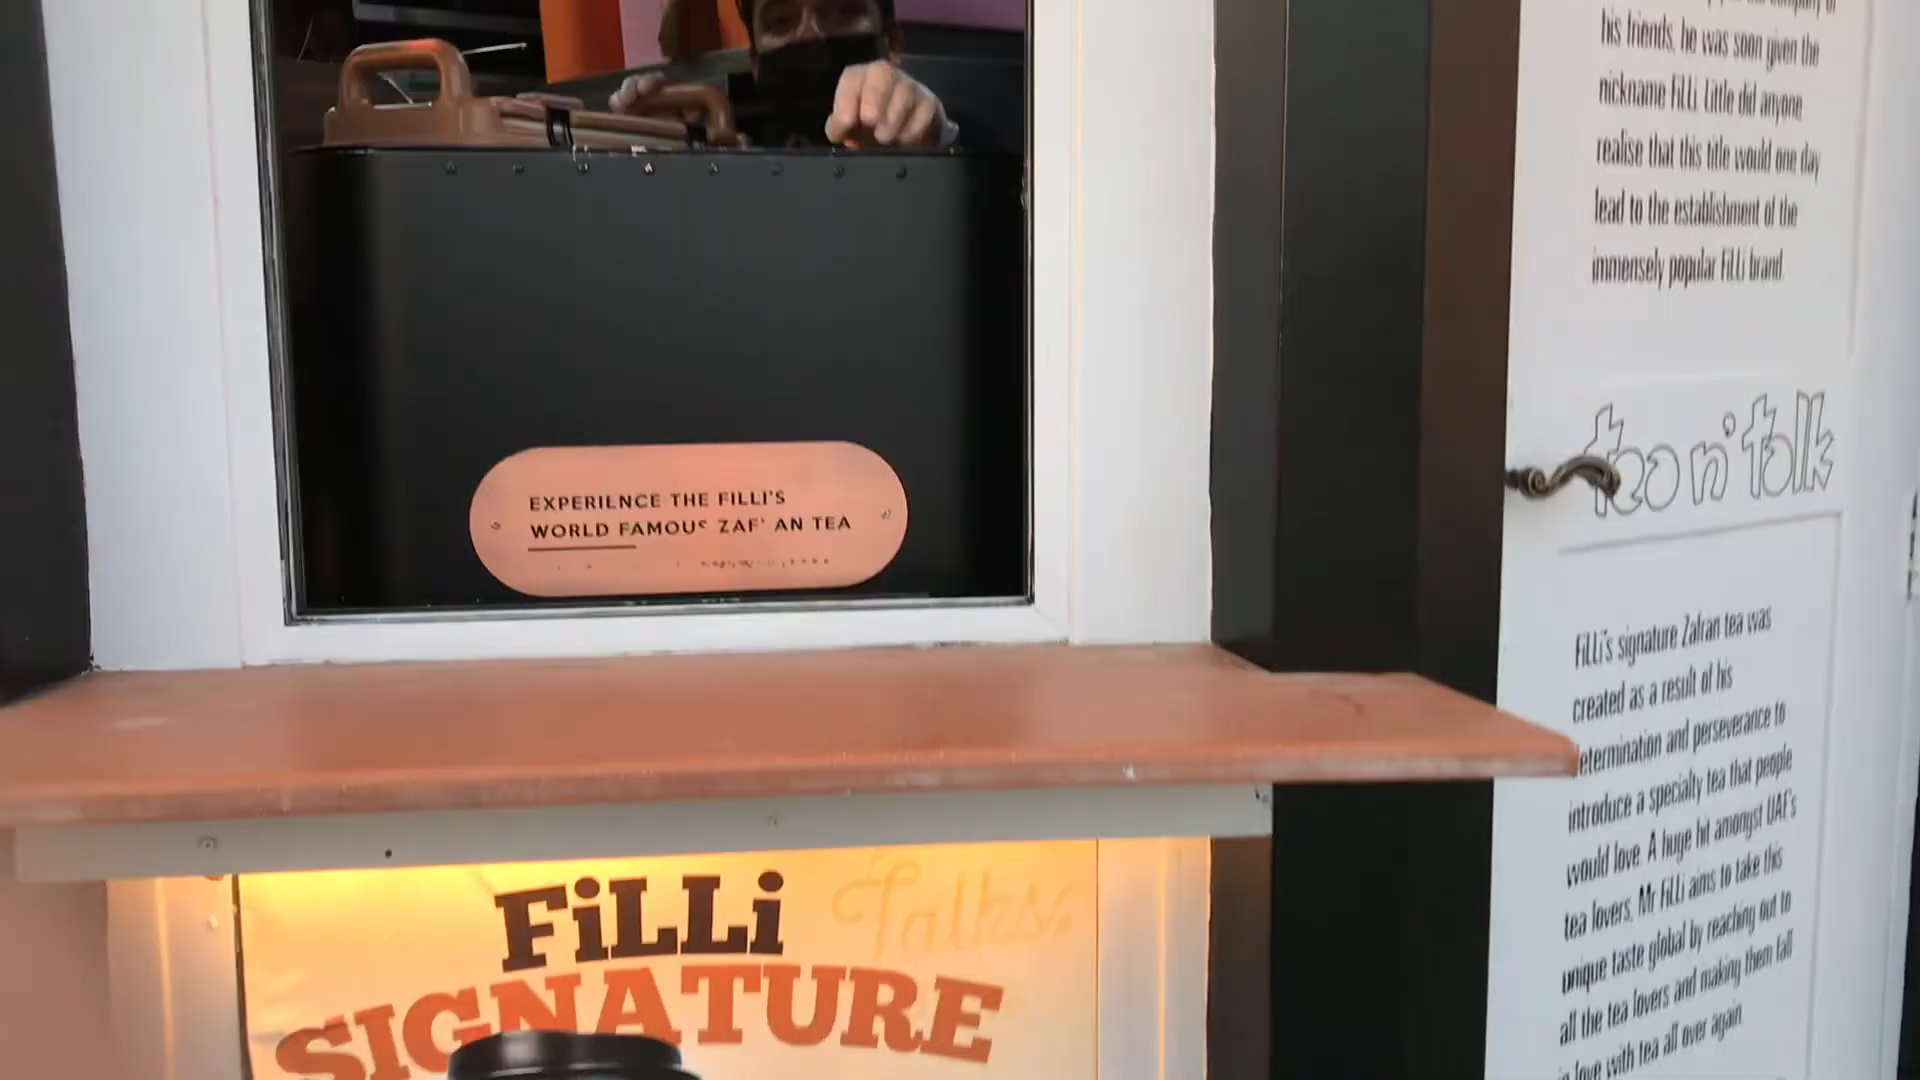 EXPERILNCE THE FILLI'S
WORLD FAMOUS ZAF' AN TEA
FiLLi
SIGNATURE
Talks
his friends, he was soon given the
nickname FiLLi. Little did anyone
realise that this title would one day
lead to the establishment of the
immensely popular FiLLi brand.
tea n' talk
FiLLi's signature Zafran tea was
created as a result of his
etermination and perseverance to
introduce a specialty tea that people
would love. A huge hit amongst UAE's
tea lovers, Mr FiLLi aims to take this
unique taste global by reaching out to
all the tea lovers and making them fall
love with tea all over again.